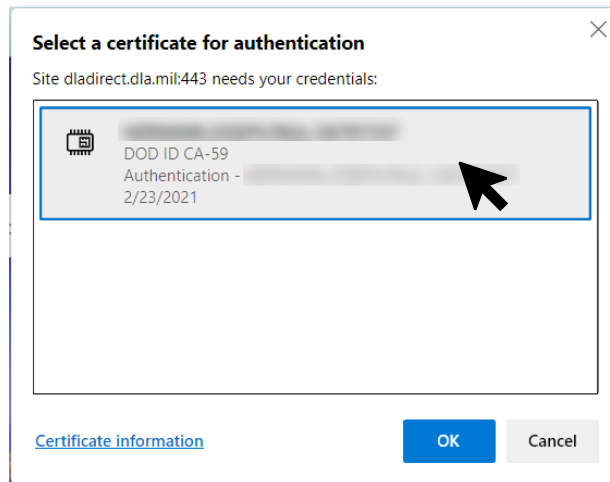 Select a certificate for authentication
Site dladirect.dla.mil:443 needs your credentials:
DOD ID CA-59
Authentication -
2/23/2021
Certificate information
OK
Cancel